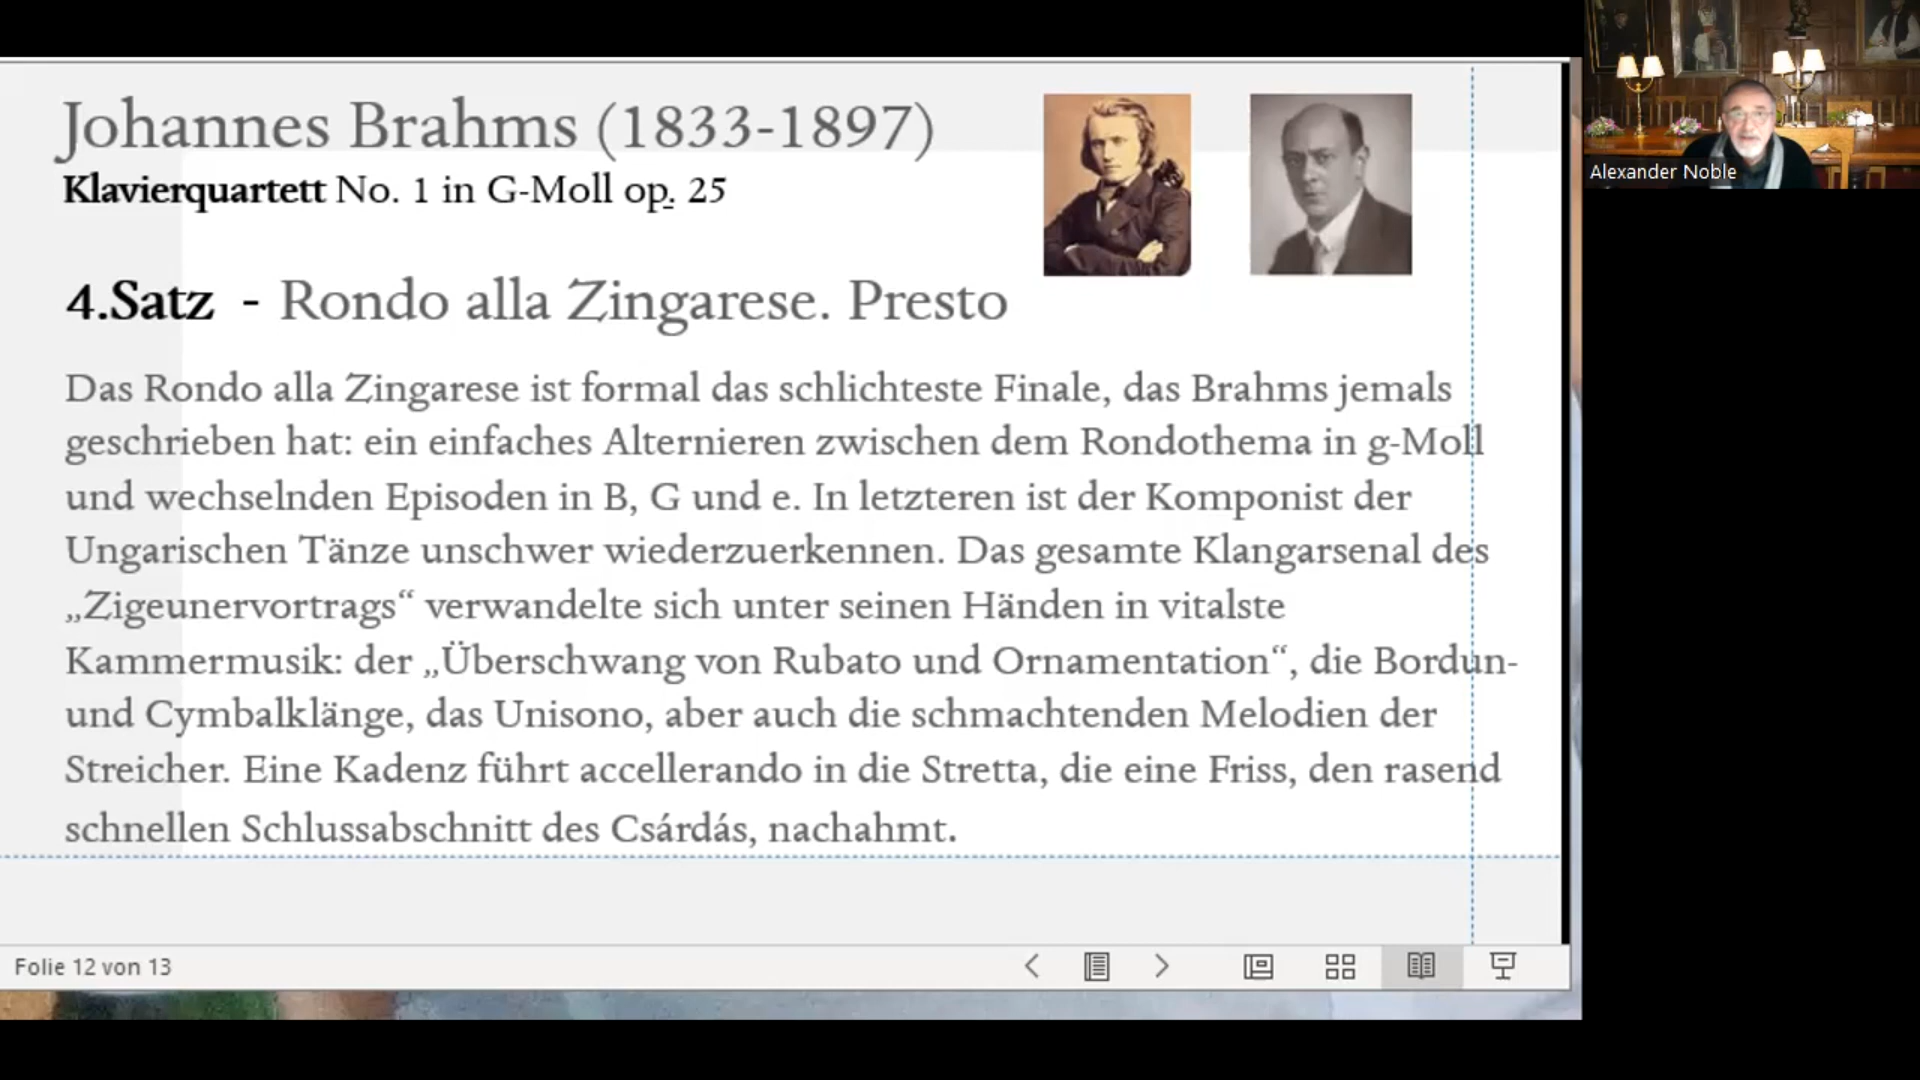 Johannes Brahms (1833-1897)
Klavierquartett No. 1 in G-Moll op. 25
4.Satz - Rondo alla Zingarese. Presto
Das Rondo alla Zingarese ist formal das schlichteste Finale, das Brahms jemals
geschrieben hat: ein einfaches Alternieren zwischen dem Rondothema in g-Moll
und wechselnden Episoden in B, G und e. In letzteren ist der Komponist der
Ungarischen Tänze unschwer wiederzuerkennen. Das gesamte Klangarsenal des
„Zigeunervortrags“ verwandelte sich unter seinen Händen in vitalste
Kammermusik: der „Überschwang von Rubato und Ornamentation“, die Bordun-
und Cymbalklänge, das Unisono, aber auch die schmachtenden Melodien der
Streicher. Eine Kadenz führt accellerando in die Stretta, die eine Friss, den rasend
schnellen Schlussabschnitt des Csárdás, nachahmt.
Folie 12 von 13
Alexander Noble